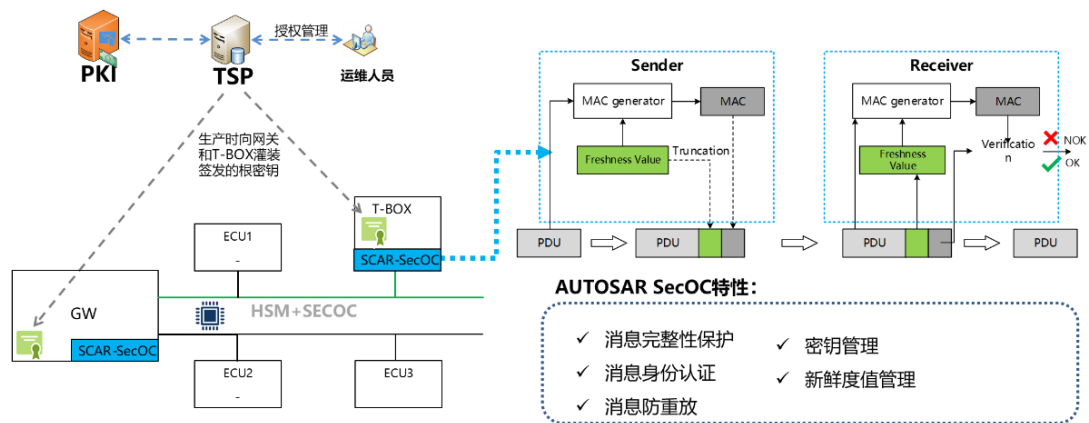 授权管理
PKI
TSP
运维人员
生产时向网关
和T-BOX灌装
签发的根密钥
T-BOX
SCAR-SecOC
ECU1
-
GW
SCAR-SecOC
HSM+SECOC
ECU2
-
ECU3
Sender
MAC generator
MAC
Freshness Value
Truncation
PDU
PDU
Receiver
MAC generator
MAC
Freshness
Value
Verificatio
n
NOK
OK
PDU
PDU
AUTOSAR SecOC特性：
✓ 消息完整性保护
✓ 消息身份认证
✓ 消息防重放
✓ 密钥管理
✓ 新鲜度值管理